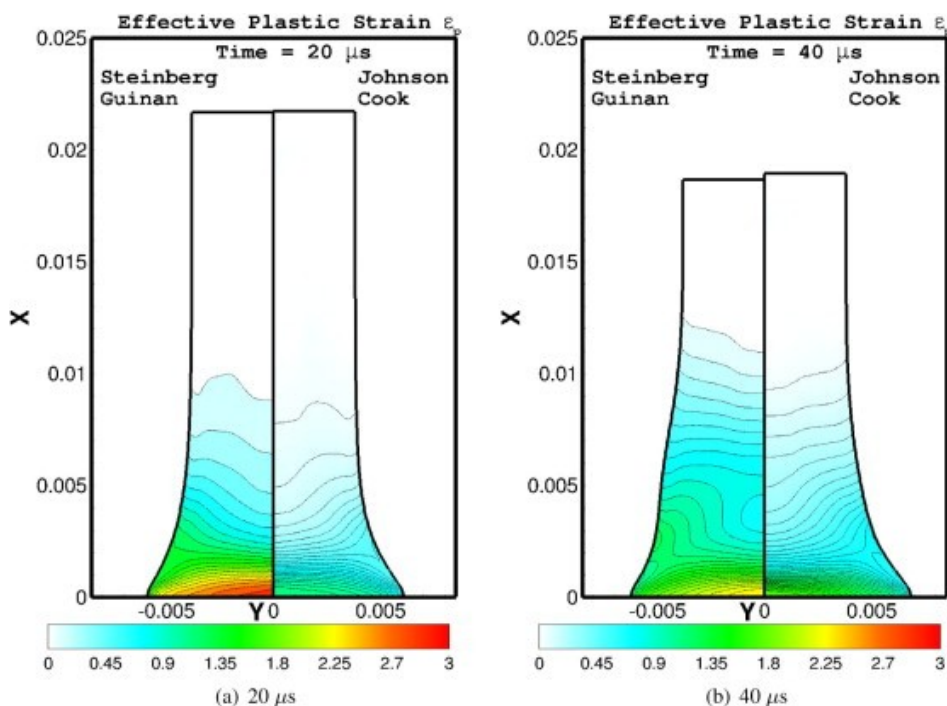 Effective Plastic Strain εp
Time = 20 μs
Steinberg Guinan
Johnson Cook
0.025
0.02
0.015
0.01
0.005
0
X
-0.005 Y 0 0.005
0 0.45 0.9 1.35 1.8 2.25 2.7 3
(a) 20 μs
Effective Plastic Strain ε
Time = 40 μs
Steinberg Guinan
Johnson Cook
0.025
0.02
0.015
0.01
0.005
0
X
-0.005 Y 0 0.005
0 0.45 0.9 1.35 1.8 2.25 2.7 3
(b) 40 μs